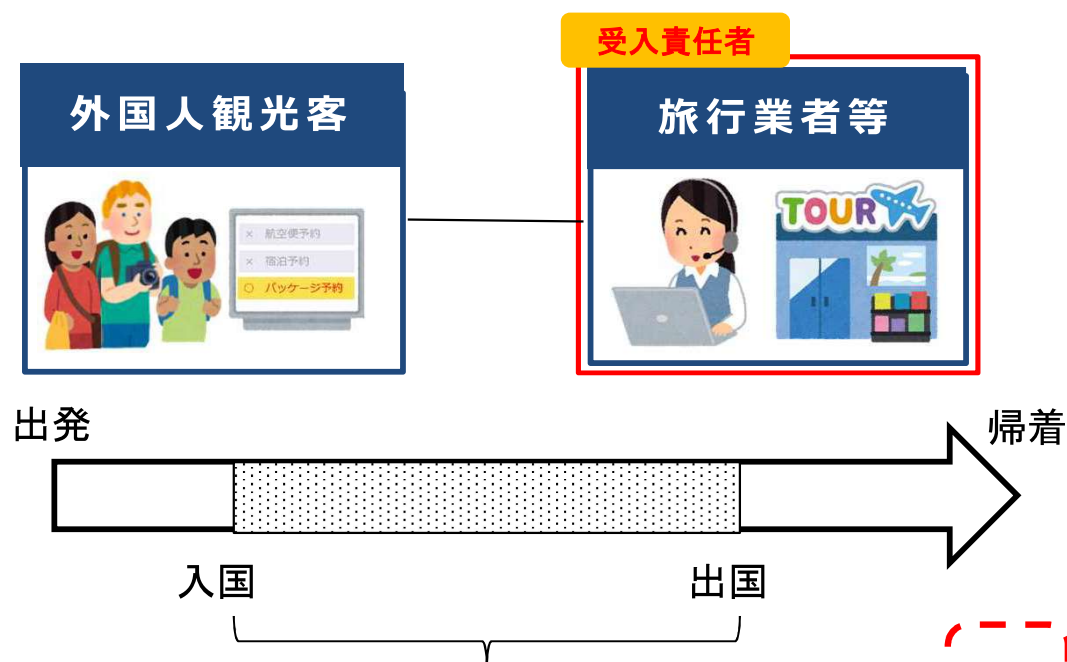 受入責任者
外国人観光客
旅行業者等
× 航空便予約
× 宿泊予約
○ パッケージ予約
TOUR
出発
帰着
入国
出国